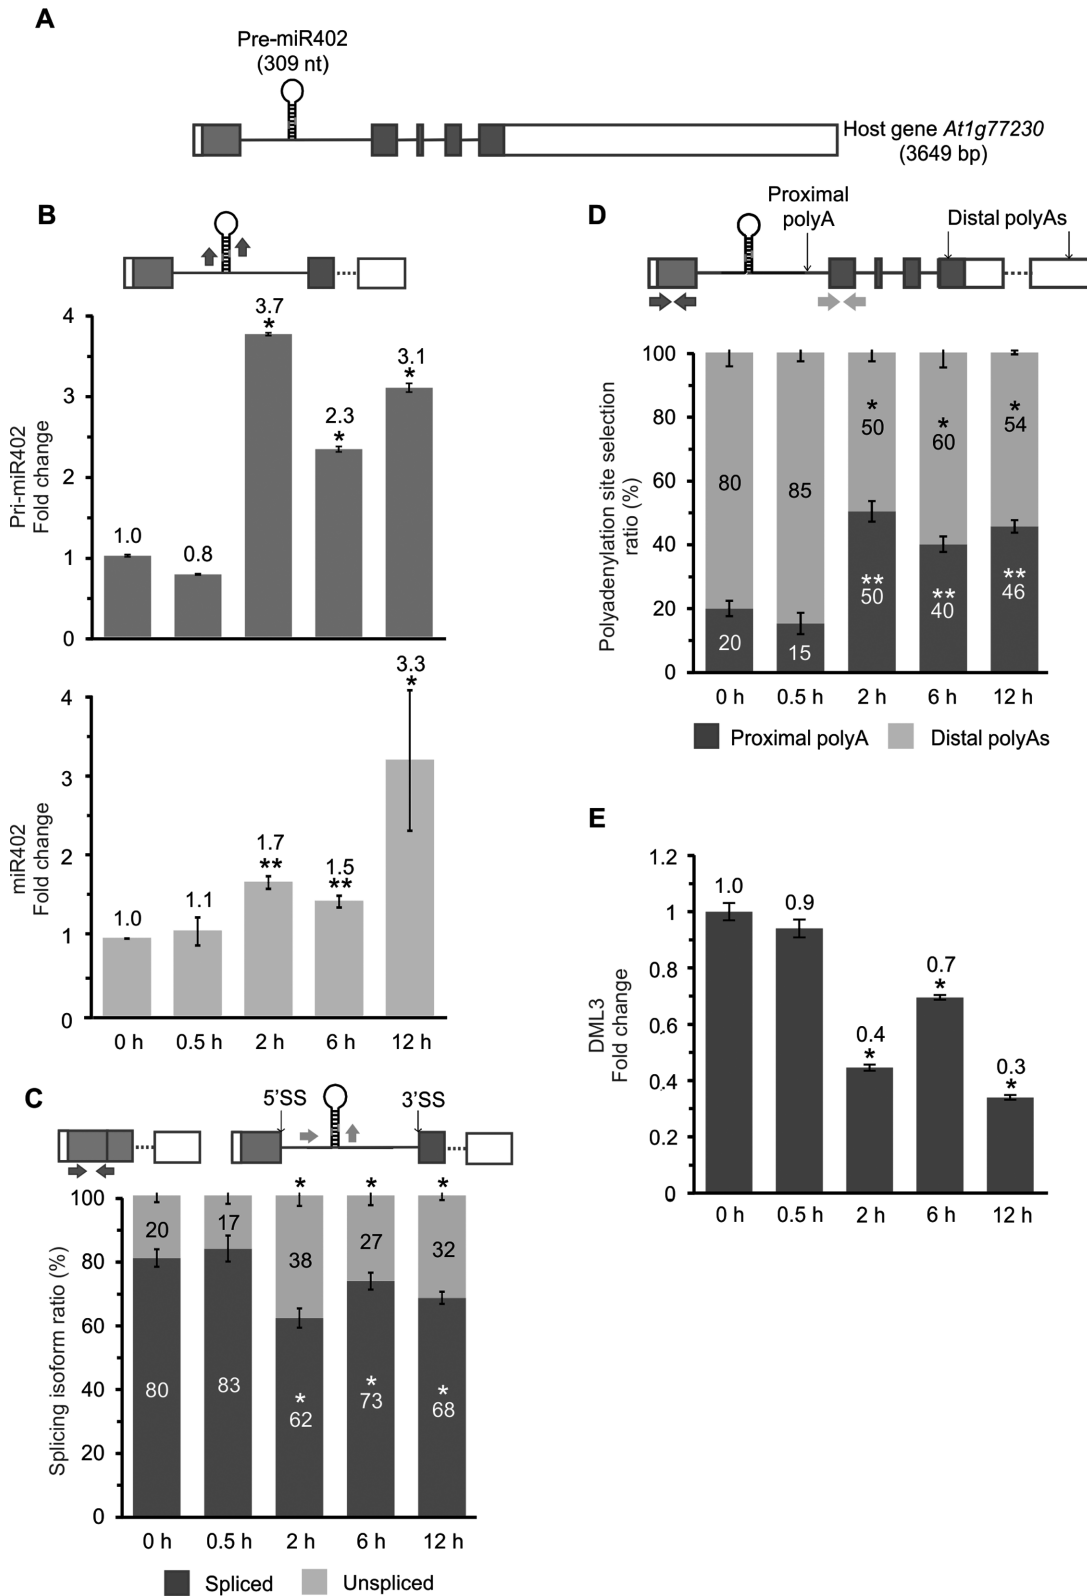 A
Pre-miR402
(309 nt)
Host gene At1g77230
(3649 bp)
B
Pri-miR402
Fold change
4
3
2
1
0
1.0
0.8
3.7
*
2.3
*
3.1
*
miR402
Fold change
4
3
2
1
0
1.0
1.1
1.7
**
1.5
**
3.3
*
0 h 0.5 h 2 h 6 h 12 h
C
5'SS
3'SS
Splicing isoform ratio (%)
100
80
60
40
20
0
* * *
20 17 38 27 32
80 83
*
62
*
73
*
68
0 h 0.5 h 2 h 6 h 12 h
Spliced Unspliced
D
Proximal
polyA
Distal polyAs
Polyadenylation site selection
ratio (%)
100
80
60
40
20
0
80
85
*
50
*
60
*
54
20
15
**
50
**
40
**
46
0 h 0.5 h 2 h 6 h 12 h
Proximal polyA Distal polyAs
E
DML3
Fold change
1.2
1
0.8
0.6
0.4
0.2
0
1.0
0.9
0.4
*
0.7
*
0.3
*
0 h 0.5 h 2 h 6 h 12 h